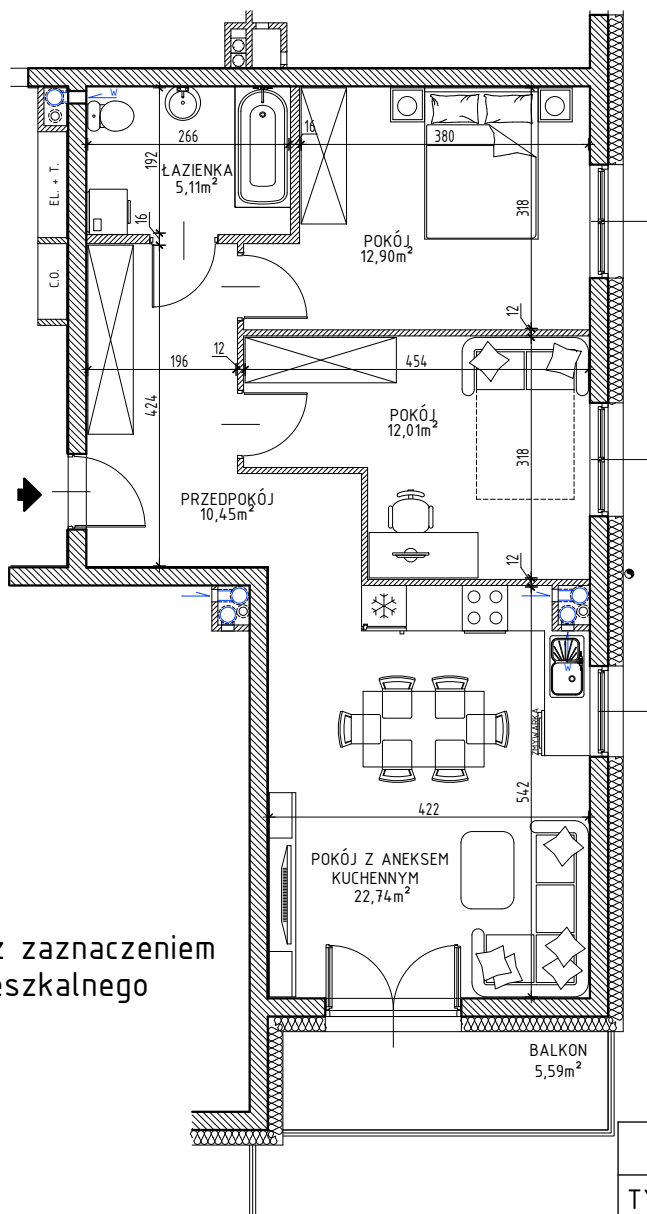 W
266
16
380
192
ŁAZIENKA
5,11m²
EL. + T.
318
16
POKÓJ
12,90m²
C.O.
12
12
196
454
424
POKÓJ
12,01m²
318
PRZEDPOKÓJ
10,45m²
12
W
ZMYWARKA
542
422
POKÓJ Z ANEKSEM
KUCHENNYM
22,74m²
z zaznaczeniem
eszkalnego
BALKON
5,59m²
TY